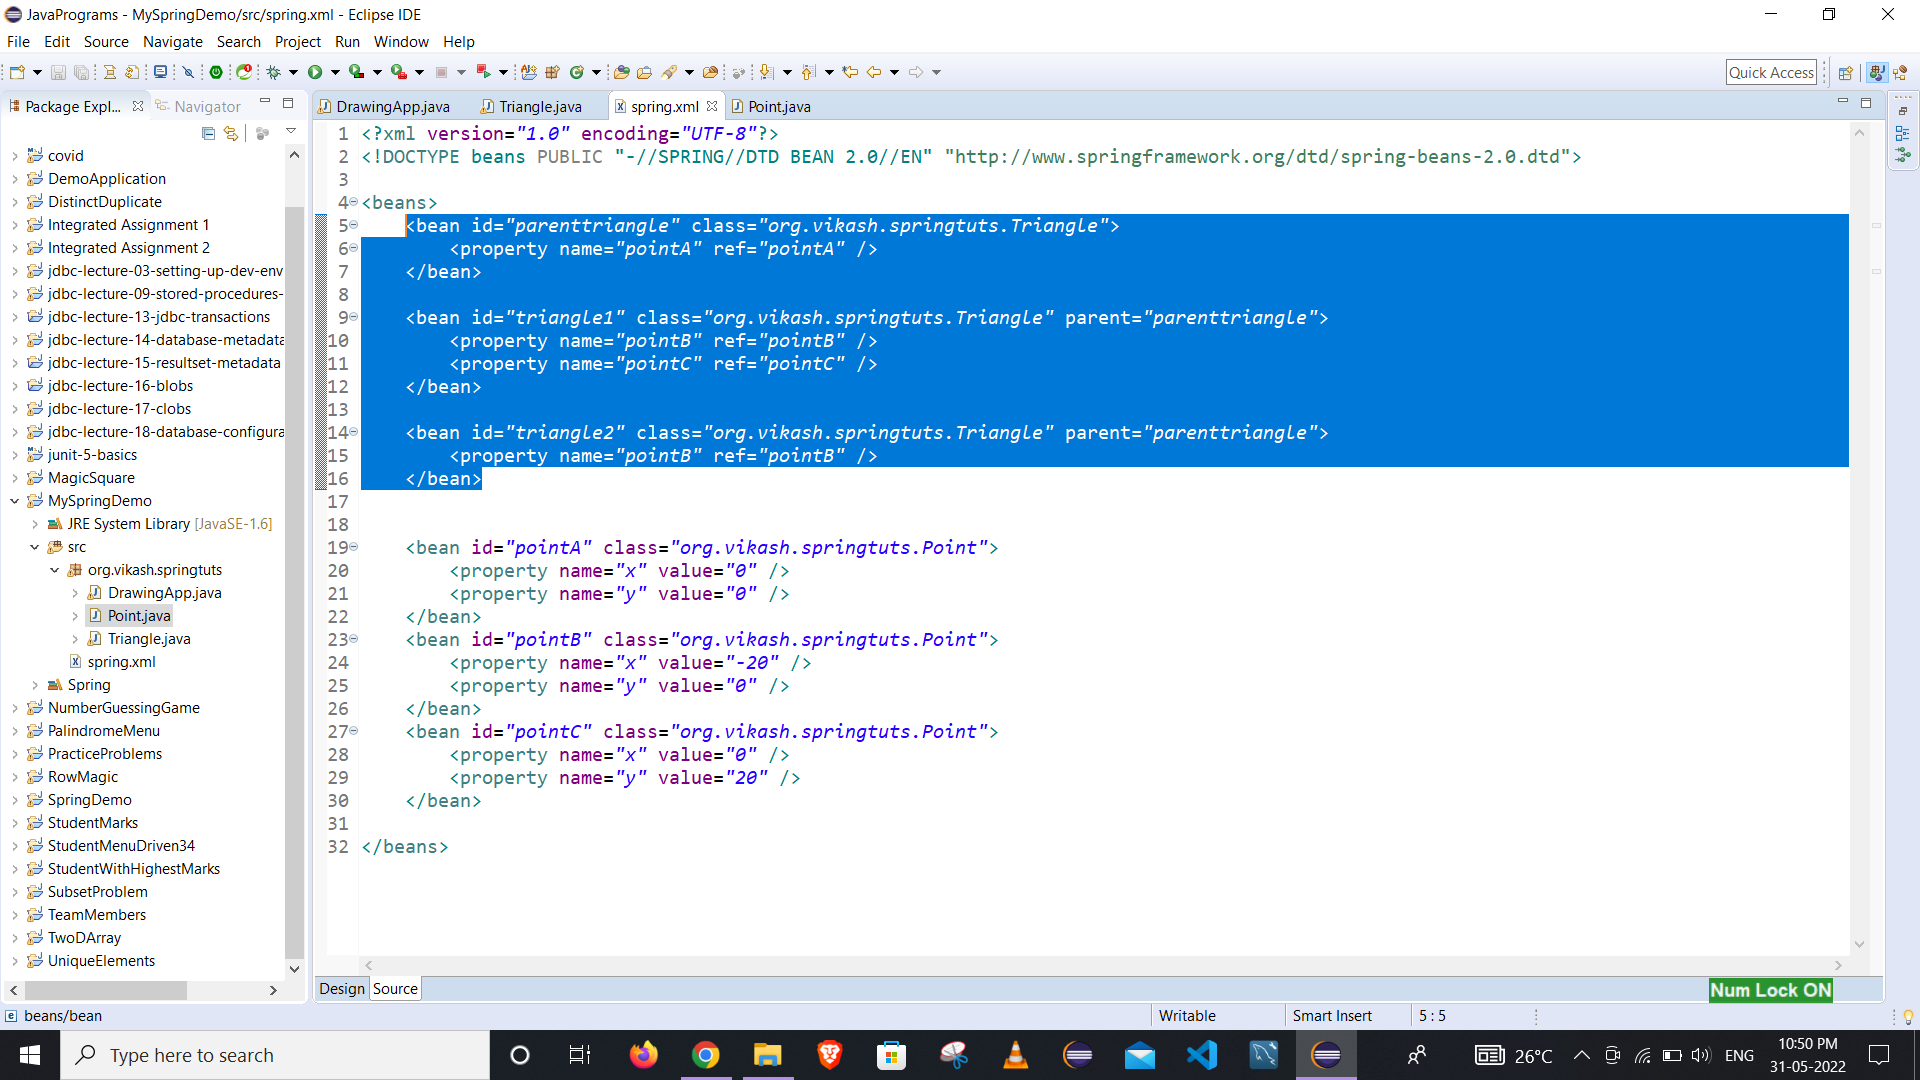 JavaPrograms - MySpringDemo/src/spring.xml - Eclipse IDE
File Edit Source Navigate Search Project Run Window Help
Quick Access
Package Expl... Navigator
DrawingApp.java Triangle.java spring.xml Point.java
covid
DemoApplication
DistinctDuplicate
Integrated Assignment 1
Integrated Assignment 2
jdbc-lecture-03-setting-up-dev-env
jdbc-lecture-09-stored-procedures-
jdbc-lecture-13-jdbc-transactions
jdbc-lecture-14-database-metadata
jdbc-lecture-15-resultset-metadata
jdbc-lecture-16-blobs
jdbc-lecture-17-clobs
jdbc-lecture-18-database-configura
junit-5-basics
MagicSquare
MySpringDemo
JRE System Library [JavaSE-1.6]
src
org.vikash.springtuts
DrawingApp.java
Point.java
Triangle.java
spring.xml
Spring
NumberGuessingGame
PalindromeMenu
PracticeProblems
RowMagic
SpringDemo
StudentMarks
StudentMenuDriven34
StudentWithHighestMarks
SubsetProblem
TeamMembers
TwoDArray
UniqueElements
1 <?xml version="1.0" encoding="UTF-8"?>
2 <!DOCTYPE beans PUBLIC "-//SPRING//DTD BEAN 2.0//EN" "http://www.springframework.org/dtd/spring-beans-2.0.dtd">
3
4 <beans>
5 <bean id="parenttriangle" class="org.vikash.springtuts.Triangle">
6 <property name="pointA" ref="pointA" />
7 </bean>
8
9 <bean id="triangle1" class="org.vikash.springtuts.Triangle" parent="parenttriangle">
10 <property name="pointB" ref="pointB" />
11 <property name="pointC" ref="pointC" />
12 </bean>
13
14 <bean id="triangle2" class="org.vikash.springtuts.Triangle" parent="parenttriangle">
15 <property name="pointB" ref="pointB" />
16 </bean>
17
18
19 <bean id="pointA" class="org.vikash.springtuts.Point">
20 <property name="x" value="0" />
21 <property name="y" value="0" />
22 </bean>
23 <bean id="pointB" class="org.vikash.springtuts.Point">
24 <property name="x" value="-20" />
25 <property name="y" value="0" />
26 </bean>
27 <bean id="pointC" class="org.vikash.springtuts.Point">
28 <property name="x" value="0" />
29 <property name="y" value="20" />
30 </bean>
31
32 </beans>
Design Source
Num Lock ON
beans/bean Writable Smart Insert 5 : 5
Type here to search
26°C ENG
10:50 PM
31-05-2022